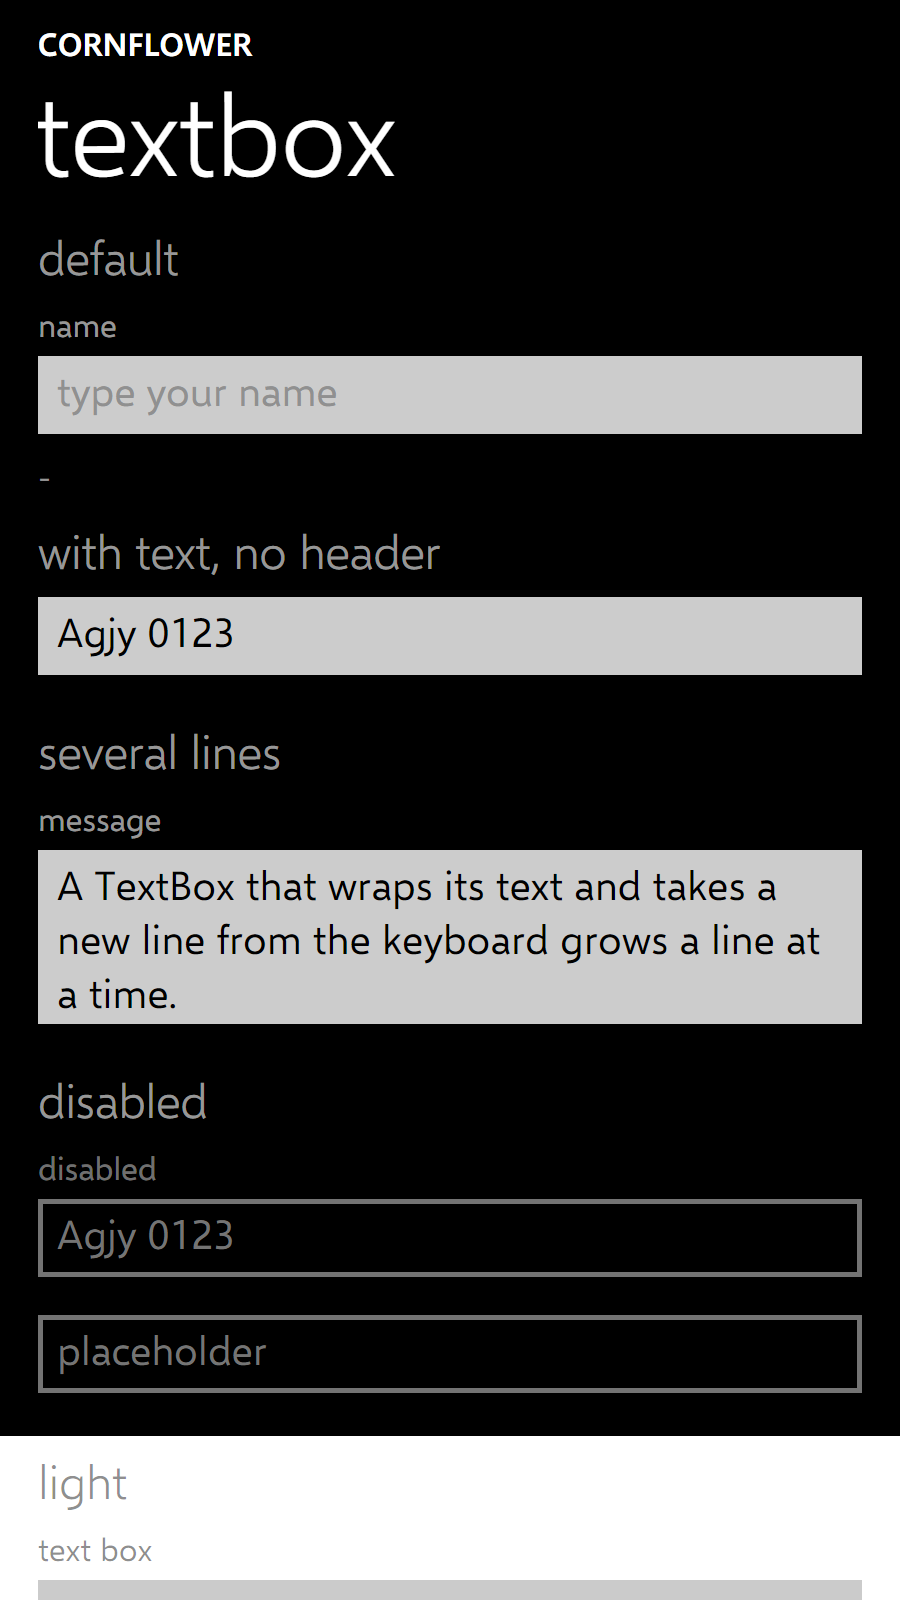 CORNFLOWER
textbox
default
name
type your name
-
with text, no header
Agjy 0123
several lines
message
A TextBox that wraps its text and takes a
new line from the keyboard grows a line at
a time.
disabled
disabled
Agjy 0123
placeholder
light
text box